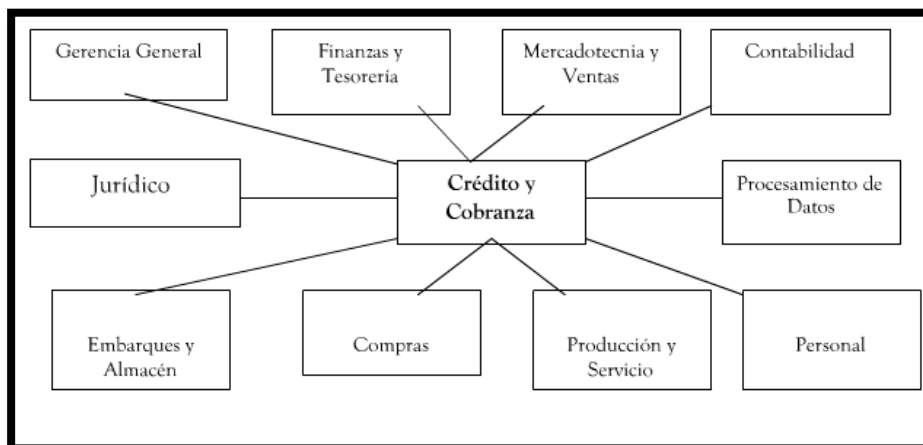 Gerencia General
Finanzas y
Tesorería
Mercadotecnia y
Ventas
Contabilidad
Jurídico
Crédito y
Cobranza
Procesamiento de
Datos
Embarques y
Almacén
Compras
Producción y
Servicio
Personal